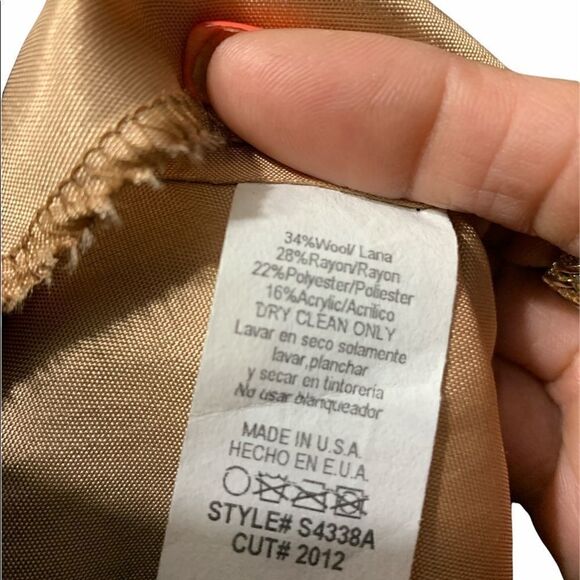 34%Wool/ Lana
28%Rayon/Rayon
22%Polyester/Poliester
16%Acrylic/Acrilico
DRY CLEAN ONLY
Lavar en seco solamente
lavar,planchar
y secar en tintorería
No usar blanqueador
MADE IN U.S.A.
HECHO EN E.U.A.
STYLE# S4338A
CUT# 2012